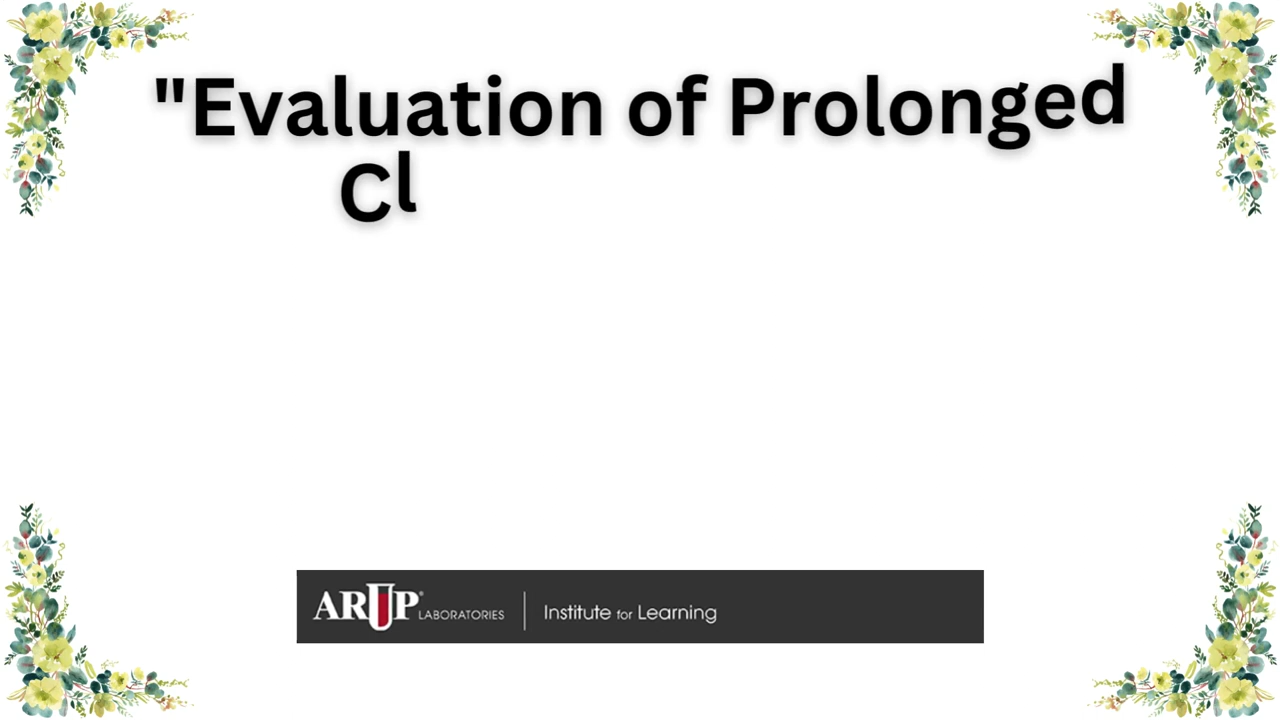 "Evaluation of Prolonged
Cl
ARUP® LABORATORIES | Institute for Learning